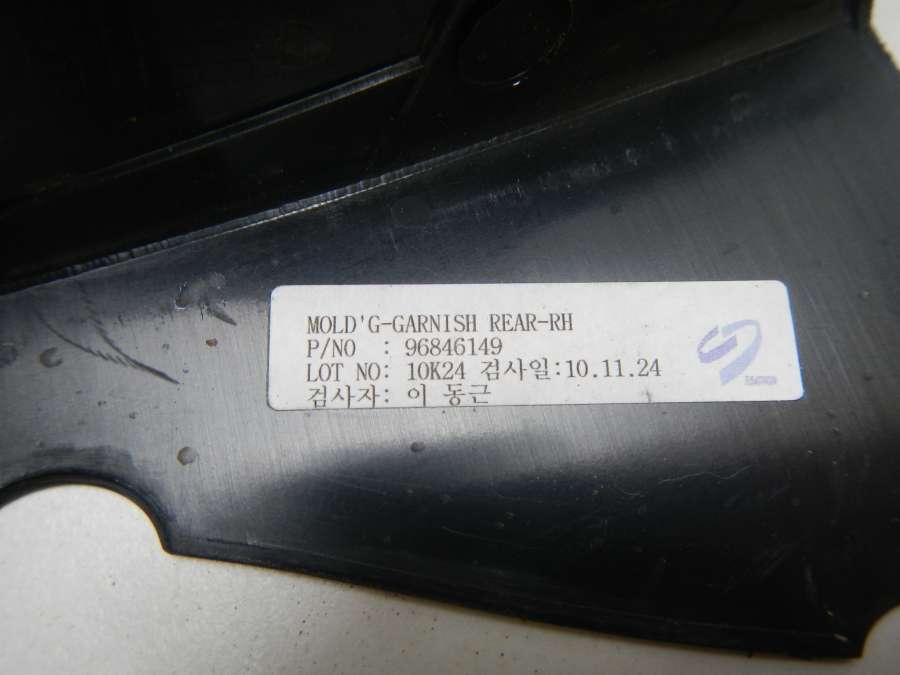 MOLD'G-GARNISH REAR-RH
P/NO : 96846149
LOT NO: 10K24 검사일:10.11.24
검사자: 이 동근